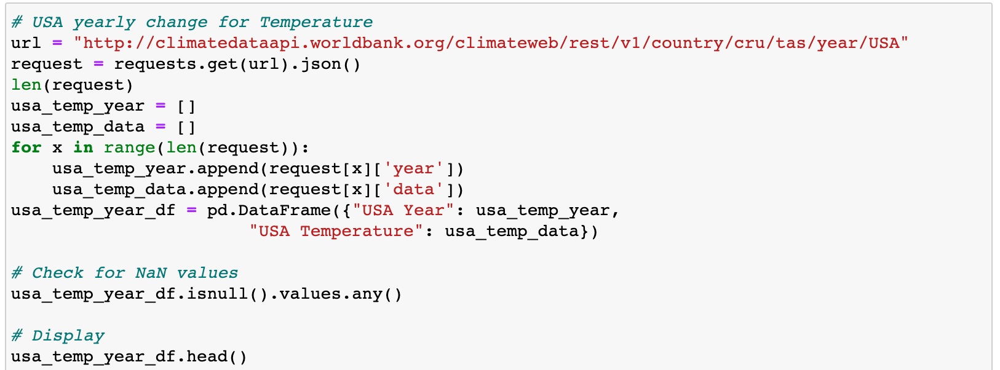 # USA yearly change for Temperature
url = "http://climatedataapi.worldbank.org/climateweb/rest/v1/country/cru/tas/year/USA"
request = requests.get(url).json()
len(request)
usa_temp_year = []
usa_temp_data = []
for x in range(len(request)):
    usa_temp_year.append(request[x]['year'])
    usa_temp_data.append(request[x]['data'])
usa_temp_year_df = pd.DataFrame({"USA Year": usa_temp_year,
                       "USA Temperature": usa_temp_data})

# Check for NaN values
usa_temp_year_df.isnull().values.any()

# Display
usa_temp_year_df.head()